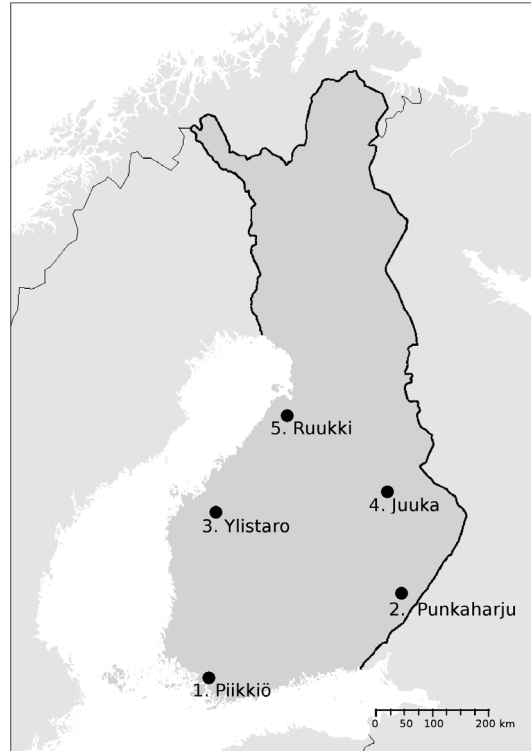 5. Ruukki
4. Juuka
3. Ylistaro
2. Punkaharju
1. Piikkiö
0 50 100 200 km